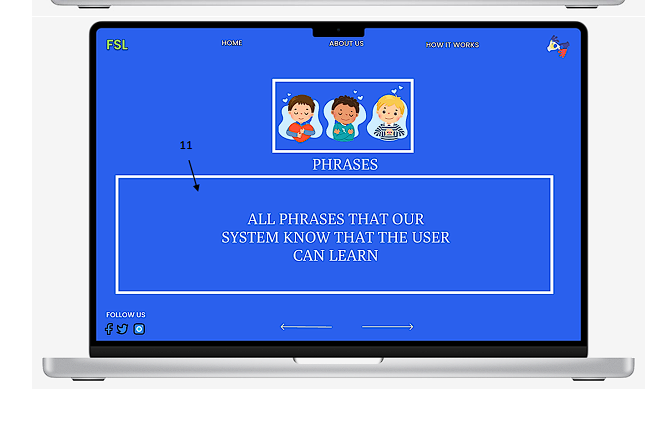 FSL
HOME
ABOUT US
HOW IT WORKS
11
PHRASES
ALL PHRASES THAT OUR
SYSTEM KNOW THAT THE USER
CAN LEARN
FOLLOW US